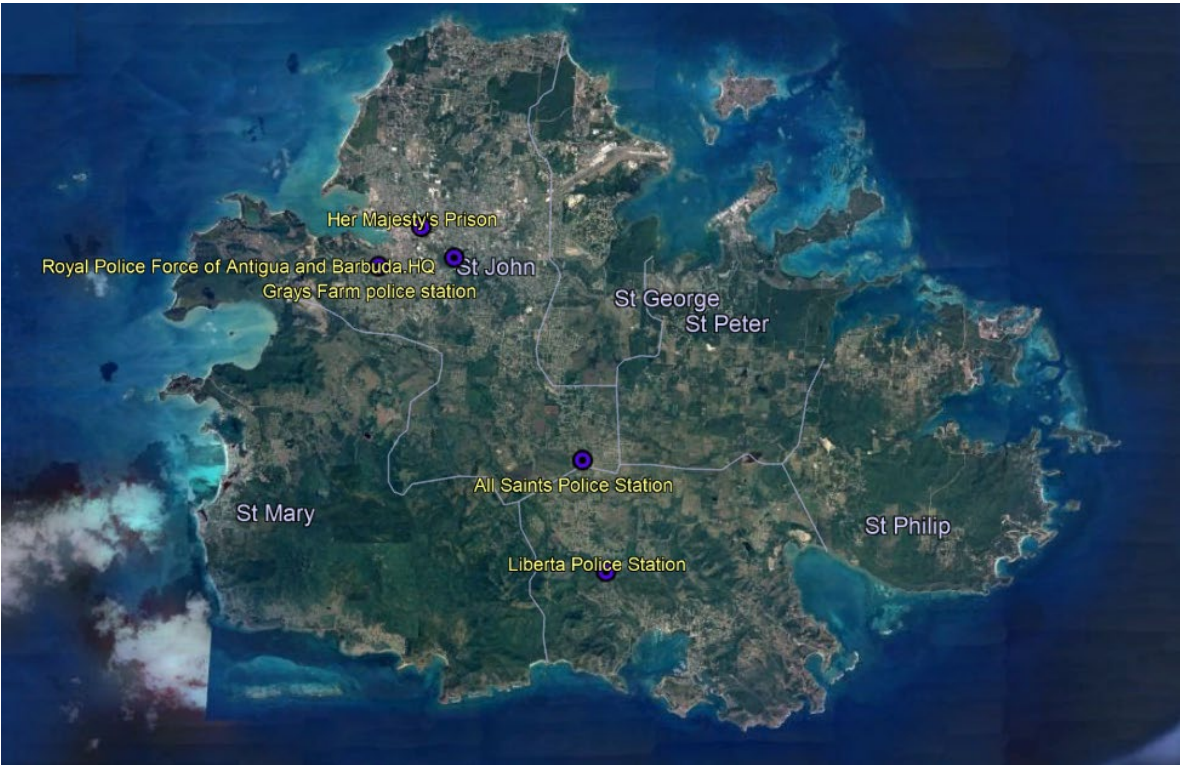 Her Majesty's Prison
Royal Police Force of Antigua and Barbuda.HQ
St John
Grays Farm police station
St George
St Peter
All Saints Police Station
St Mary
St Philip
Liberta Police Station